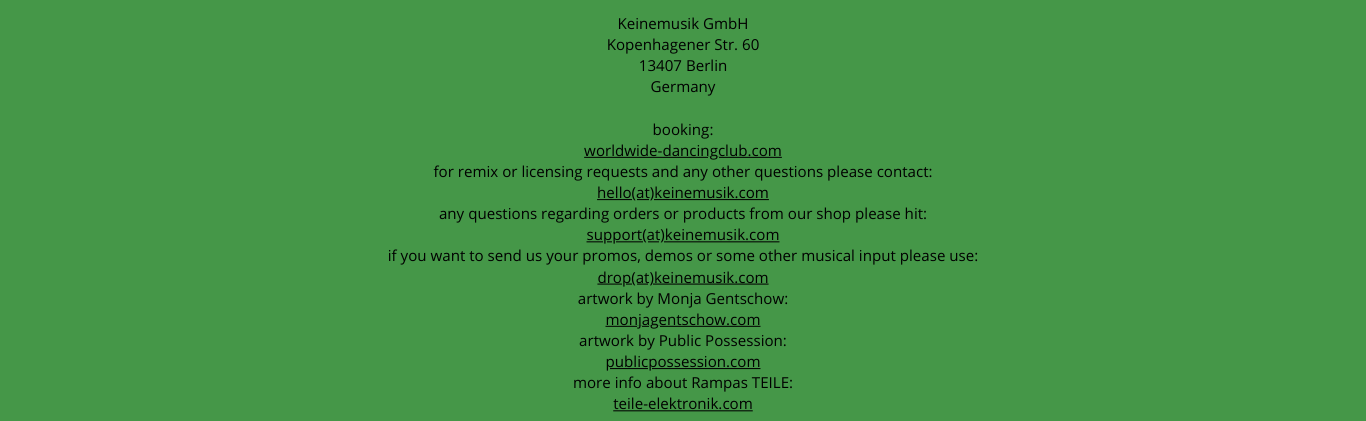 Keinemusik GmbH
Kopenhagener Str. 60
13407 Berlin
Germany
booking:
worldwide-dancingclub.com
for remix or licensing requests and any other questions please contact:
hello(at)keinemusik.com
any questions regarding orders or products from our shop please hit:
support(at)keinemusik.com
if you want to send us your promos, demos or some other musical input please use:
drop(at)keinemusik.com
artwork by Monja Gentschow:
monjagentschow.com
artwork by Public Possession:
publicpossession.com
more info about Rampas TEILE:
teile-elektronik.com